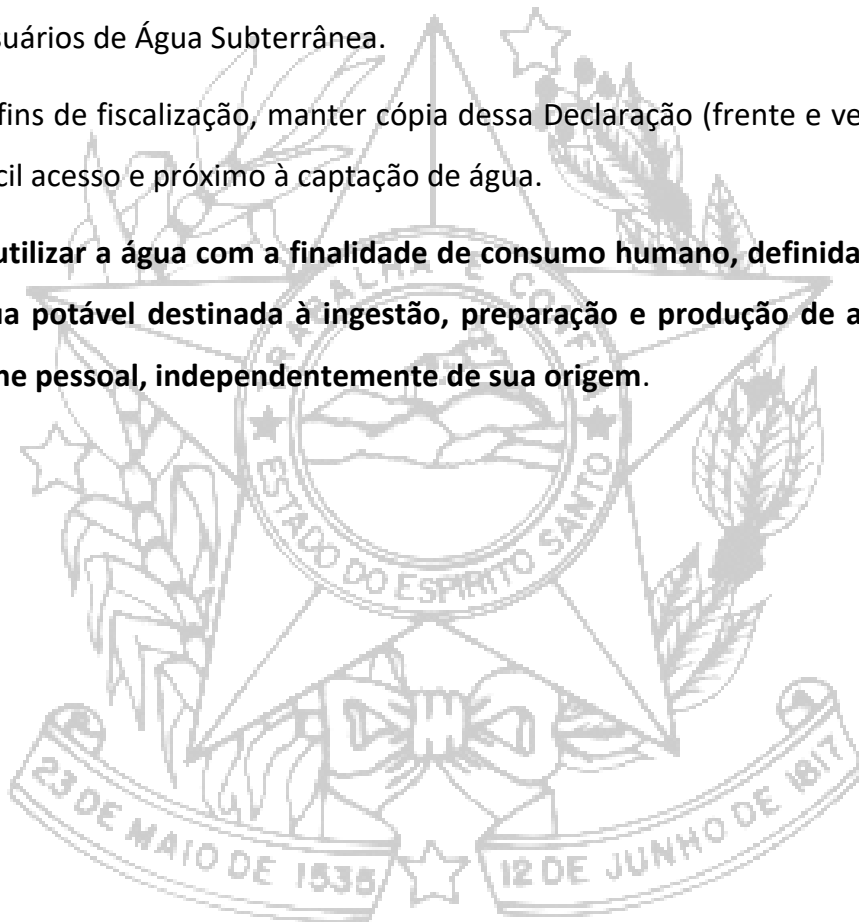 suários de Água Subterrânea.
fins de fiscalização, manter cópia dessa Declaração (frente e ve
cil acesso e próximo à captação de água.
utilizar a água com a finalidade de consumo humano, definida
ua potável destinada à ingestão, preparação e produção de a
ne pessoal, independentemente de sua origem.
TRABALHA E CONFIA
ESTADO DO ESPIRITO SANTO
23 DE MAIO DE 1535
12 DE JUNHO DE 1817